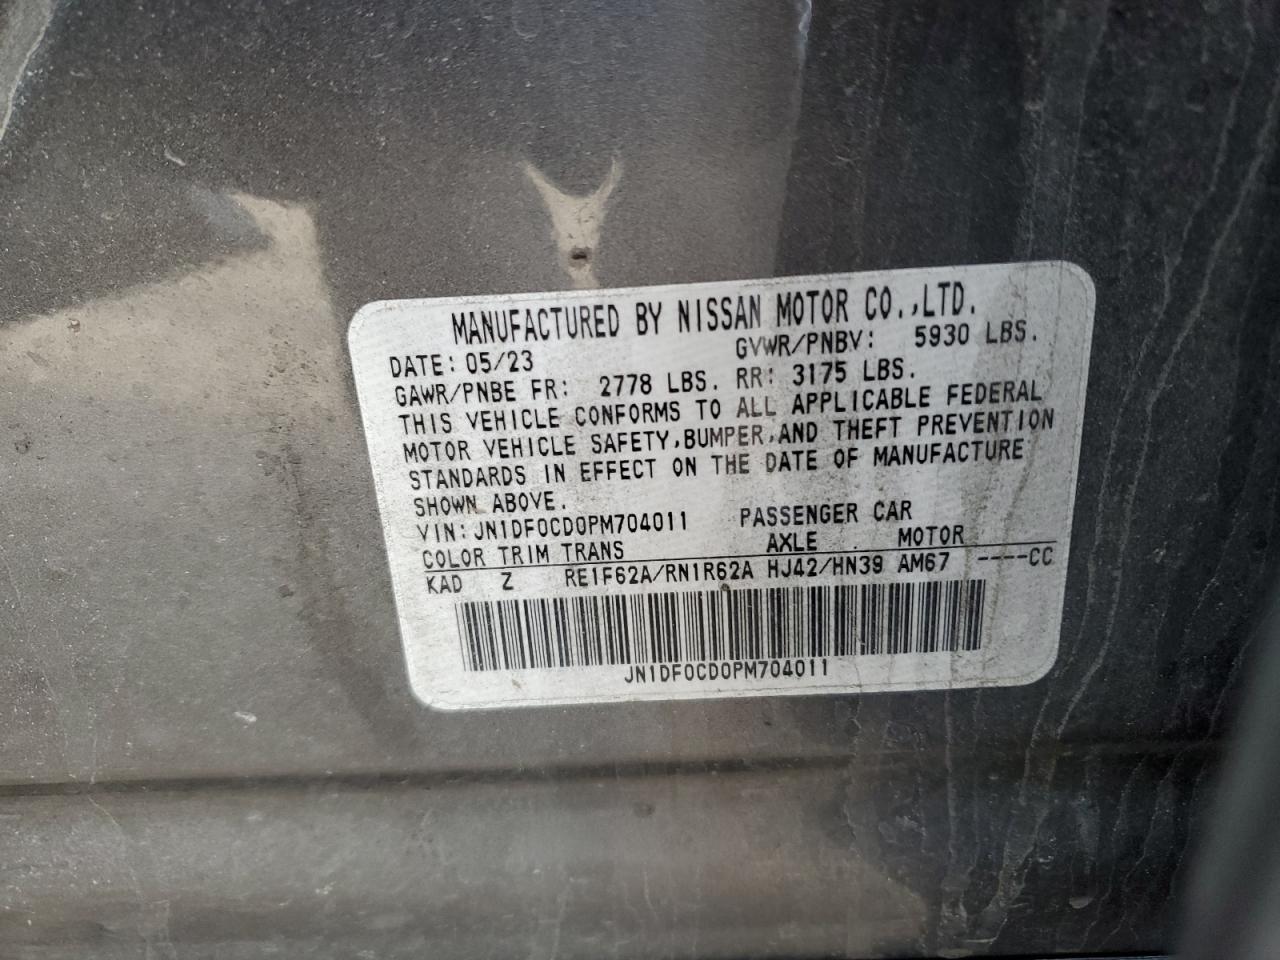 MANUFACTURED BY NISSAN MOTOR CO.,LTD.
DATE: 05/23 GVWR/PNBV: 5930 LBS.
GAWR/PNBE FR: 2778 LBS. RR: 3175 LBS.
THIS VEHICLE CONFORMS TO ALL APPLICABLE FEDERAL
MOTOR VEHICLE SAFETY,BUMPER,AND THEFT PREVENTION
STANDARDS IN EFFECT ON THE DATE OF MANUFACTURE
SHOWN ABOVE.
VIN:JN1DF0CD0PM704011 PASSENGER CAR
COLOR TRIM TRANS AXLE MOTOR
KAD Z RE1F62A/RN1R62A HJ42/HN39 AM67 ----CC
JN1DF0CD0PM704011